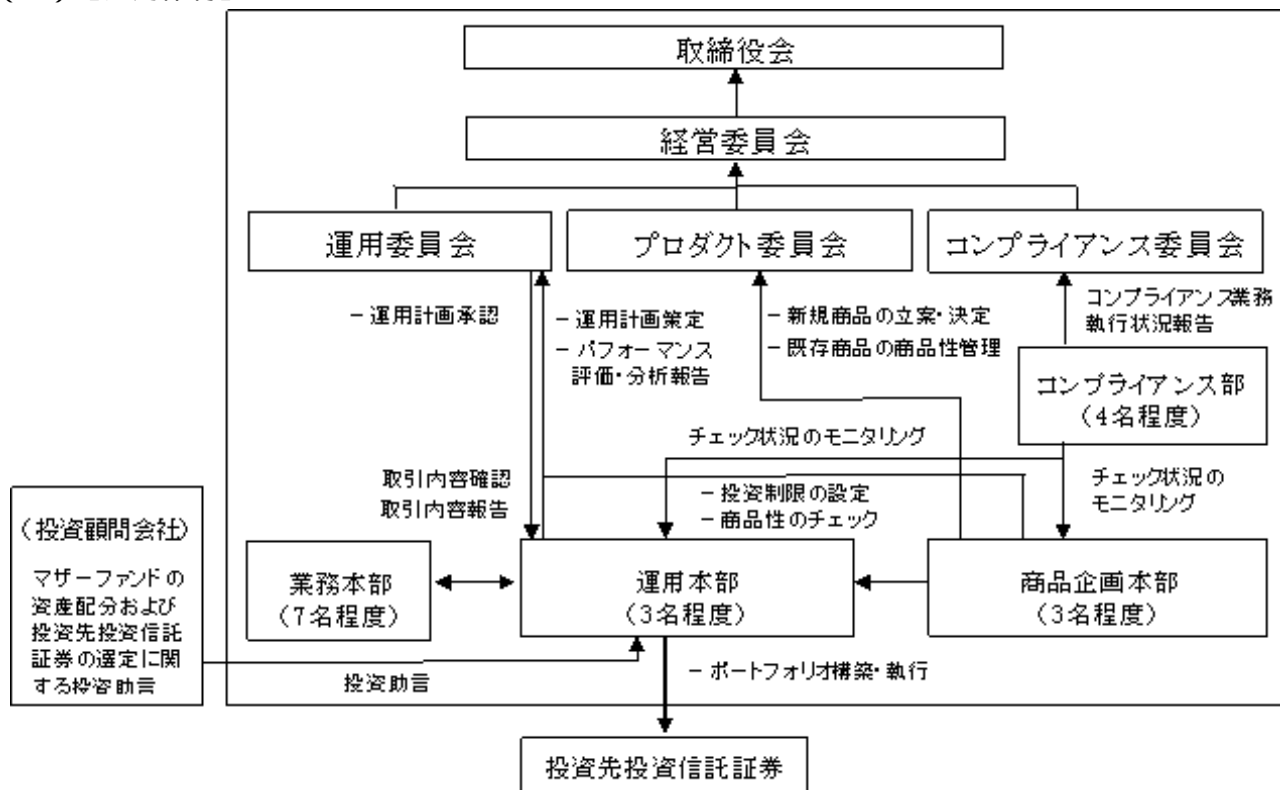 取締役会
経営委員会
運用委員会
プロダクト委員会
コンプライアンス委員会
－運用計画承認
－運用計画策定
－パフォーマンス
評価・分析報告
－新規商品の立案・決定
－既存商品の商品性管理
コンプライアンス業務
執行状況報告
コンプライアンス部
（4名程度）
チェック状況のモニタリング
チェック状況の
モニタリング
取引内容確認
取引内容報告
－投資制限の設定
－商品性のチェック
（投資顧問会社）
マザーファンドの
資産配分および
投資先投資信託
証券の選定に関
する投資助言
業務本部
（7名程度）
運用本部
（3名程度）
商品企画本部
（3名程度）
投資助言
－ポートフォリオ構築・執行
投資先投資信託証券